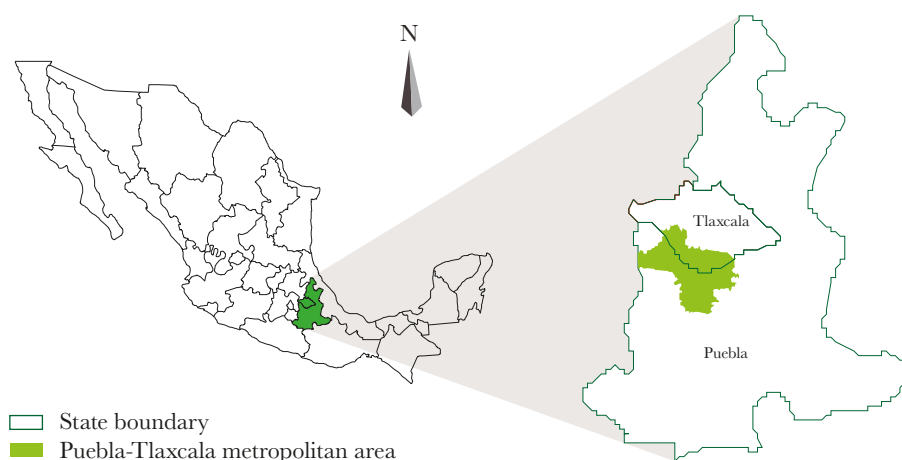 N
Tlaxcala
Puebla
State boundary
Puebla-Tlaxcala metropolitan area